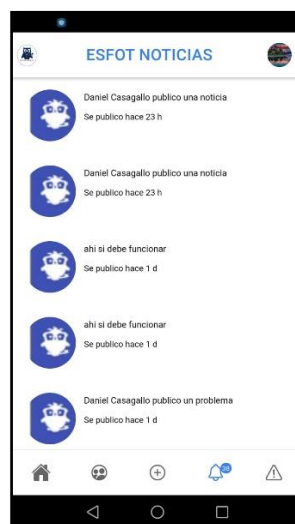 ESFOT NOTICIAS
Daniel Casagallo publico una noticia
Se publico hace 23 h
Daniel Casagallo publico una noticia
Se publico hace 23 h
ahi si debe funcionar
Se publico hace 1 d
ahi si debe funcionar
Se publico hace 1 d
Daniel Casagallo publico un problema
Se publico hace 1 d
38